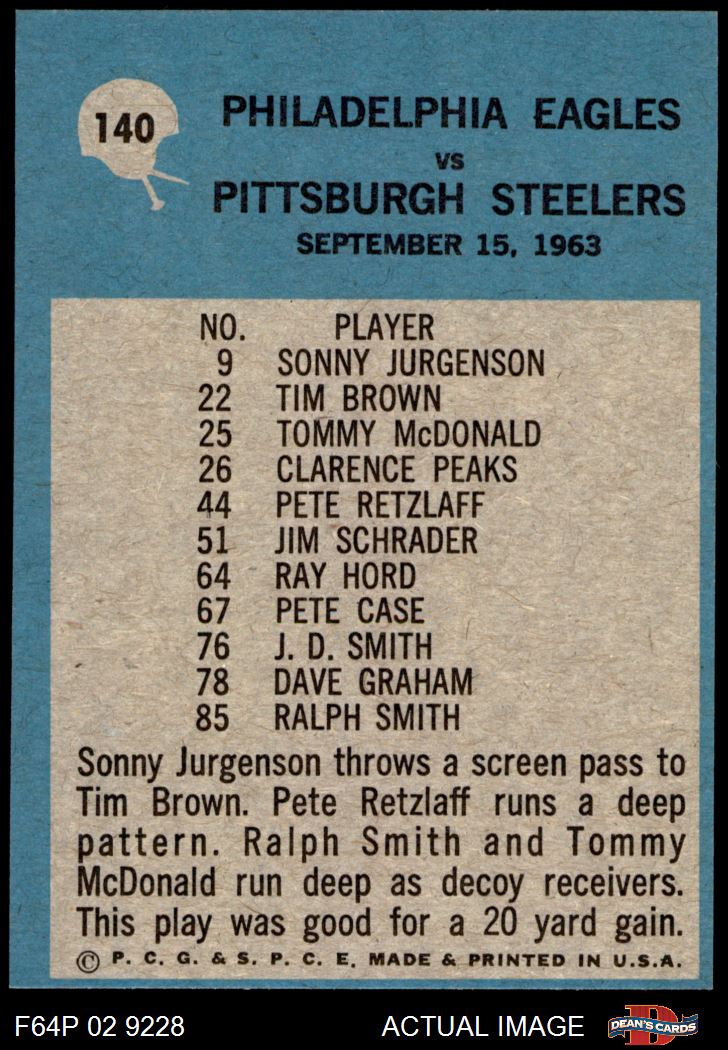 140
PHILADELPHIA EAGLES
VS
PITTSBURGH STEELERS
SEPTEMBER 15, 1963
NO. PLAYER
9 SONNY JURGENSON
22 TIM BROWN
25 TOMMY McDONALD
26 CLARENCE PEAKS
44 PETE RETZLAFF
51 JIM SCHRADER
64 RAY HORD
67 PETE CASE
76 J. D. SMITH
78 DAVE GRAHAM
85 RALPH SMITH
Sonny Jurgenson throws a screen pass to
Tim Brown. Pete Retzlaff runs a deep
pattern. Ralph Smith and Tommy
McDonald run deep as decoy receivers.
This play was good for a 20 yard gain.
© P. C. G. & S. P. C. E. MADE & PRINTED IN U.S.A.
F64P 02 9228 ACTUAL IMAGE DEAN'S CARDS